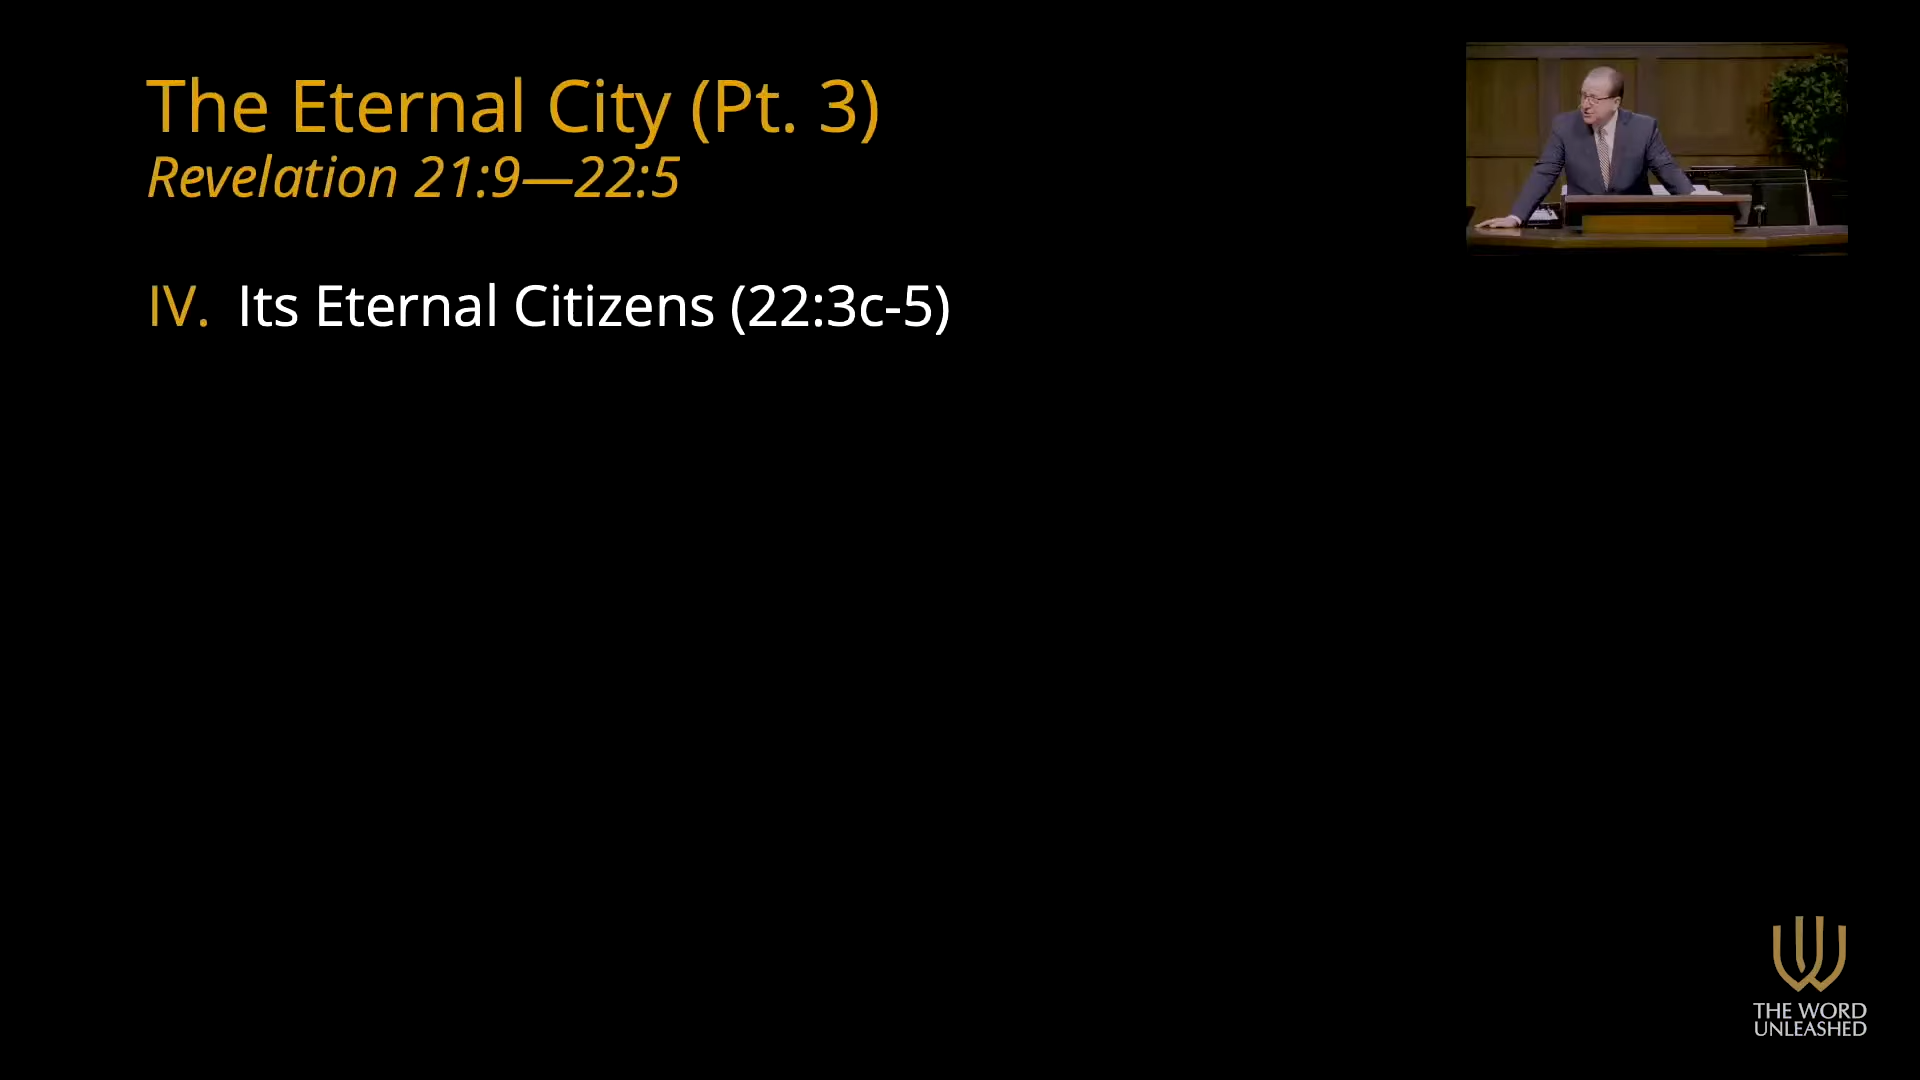 The Eternal City (Pt. 3)
Revelation 21:9—22:5
IV. Its Eternal Citizens (22:3c-5)
THE WORD
UNLEASHED